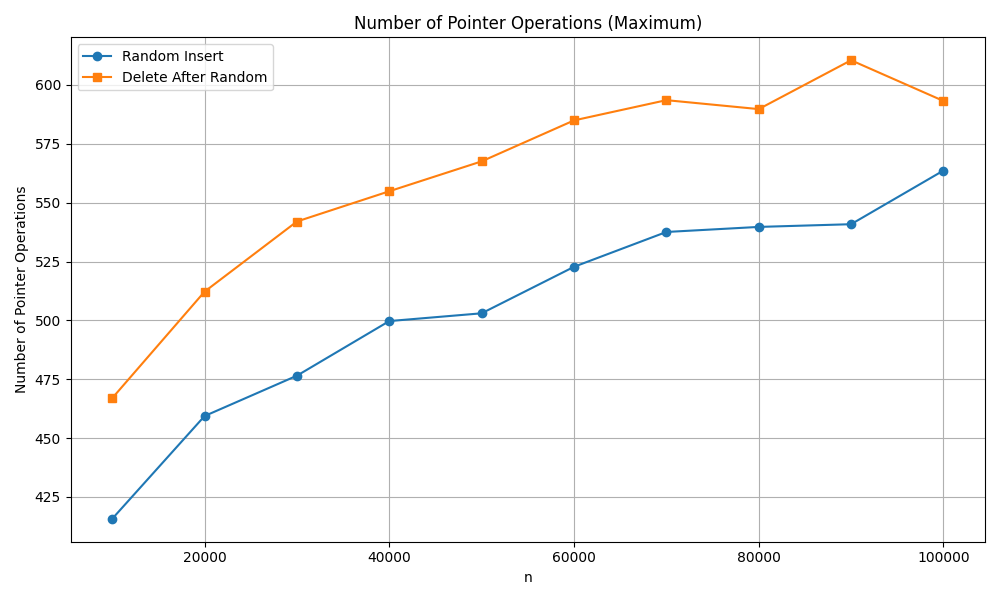 Number of Pointer Operations (Maximum)
Random Insert
Delete After Random
Number of Pointer Operations
600
575
550
525
500
475
450
425
20000
40000
60000
80000
100000
n